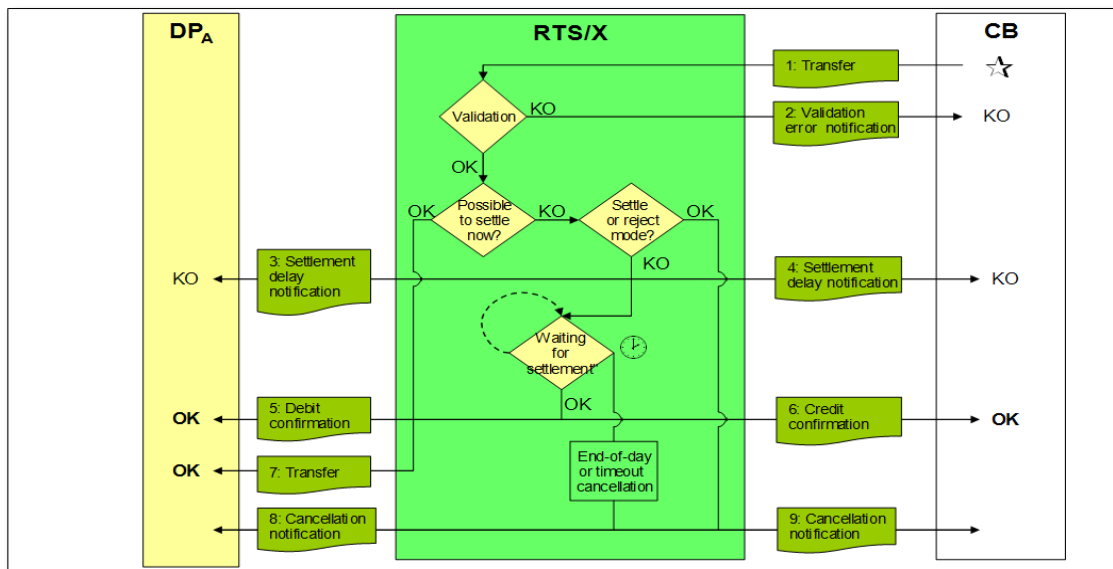 DPA
RTS/X
CB
1: Transfer
Validation
KO
2: Validation
error notification
KO
OK
Possible
to settle
now?
OK
KO
Settle
or reject
mode?
OK
KO
KO
3: Settlement
delay
notification
4: Settlement
delay notification
KO
Waiting
for
settlement"
OK
OK
5: Debit
confirmation
6: Credit
confirmation
OK
End-of-day
or timeout
cancellation
OK
7: Transfer
8: Cancellation
notification
9: Cancellation
notification